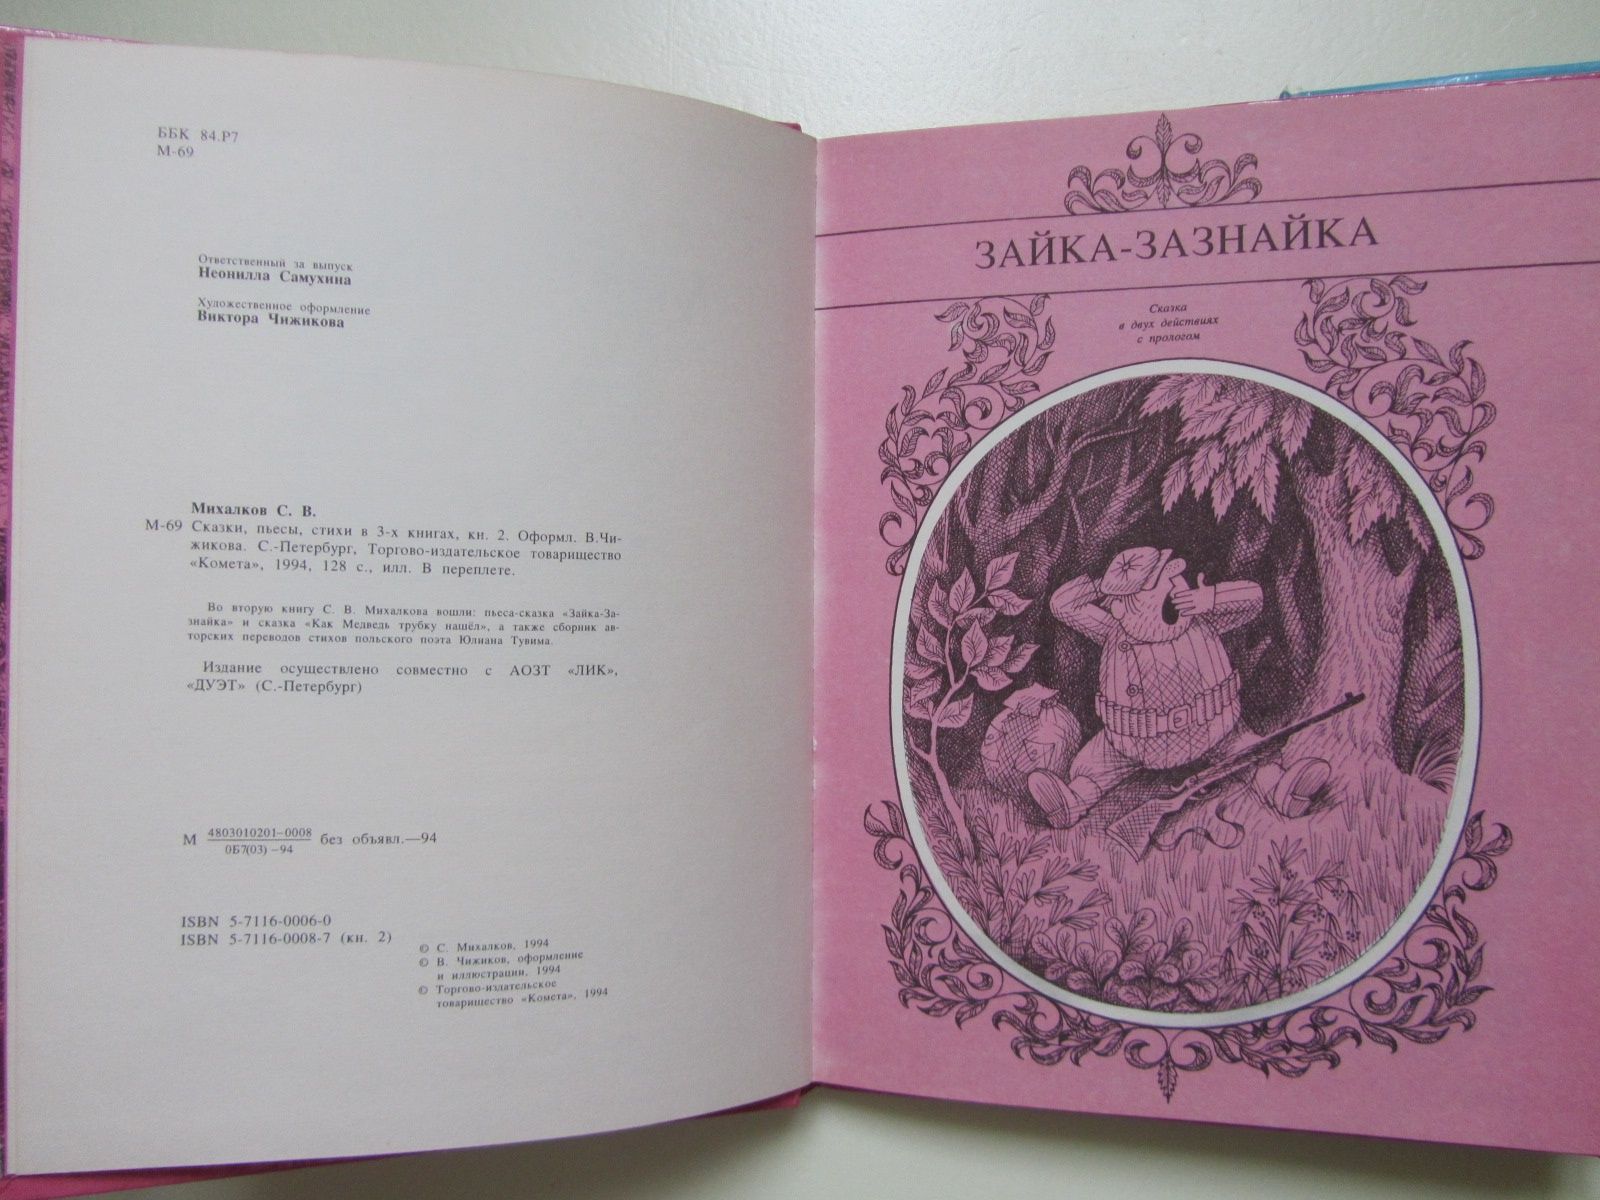 ББК 84.Р7
М-69
Ответственный за выпуск
Неонилла Самухина
Художественное оформление
Виктора Чижикова
Михалков С. В.
М-69 Сказки, пьесы, стихи в 3-х книгах, кн. 2. Оформл. В.Чи-
жикова. С.-Петербург, Торгово-издательское товарищество
«Комета», 1994, 128 с., илл. В переплете.
Во вторую книгу С. В. Михалкова вошли: пьеса-сказка «Зайка-За-
знайка» и сказка «Как Медведь трубку нашёл», а также сборник ав-
торских переводов стихов польского поэта Юлиана Тувима.
Издание осуществлено совместно с АОЗТ «ЛИК»,
«ДУЭТ» (С.-Петербург)
М 4803010201-0008 без объявл.—94
0Б7(03) -94
ISBN 5-7116-0006-0
ISBN 5-7116-0008-7 (кн. 2)
© С. Михалков, 1994
© В. Чижиков, оформление
и иллюстрации, 1994
© Торгово-издательское
товарищество «Комета», 1994
ЗАЙКА-ЗАЗНАЙКА
Сказка
в двух действиях
с прологом